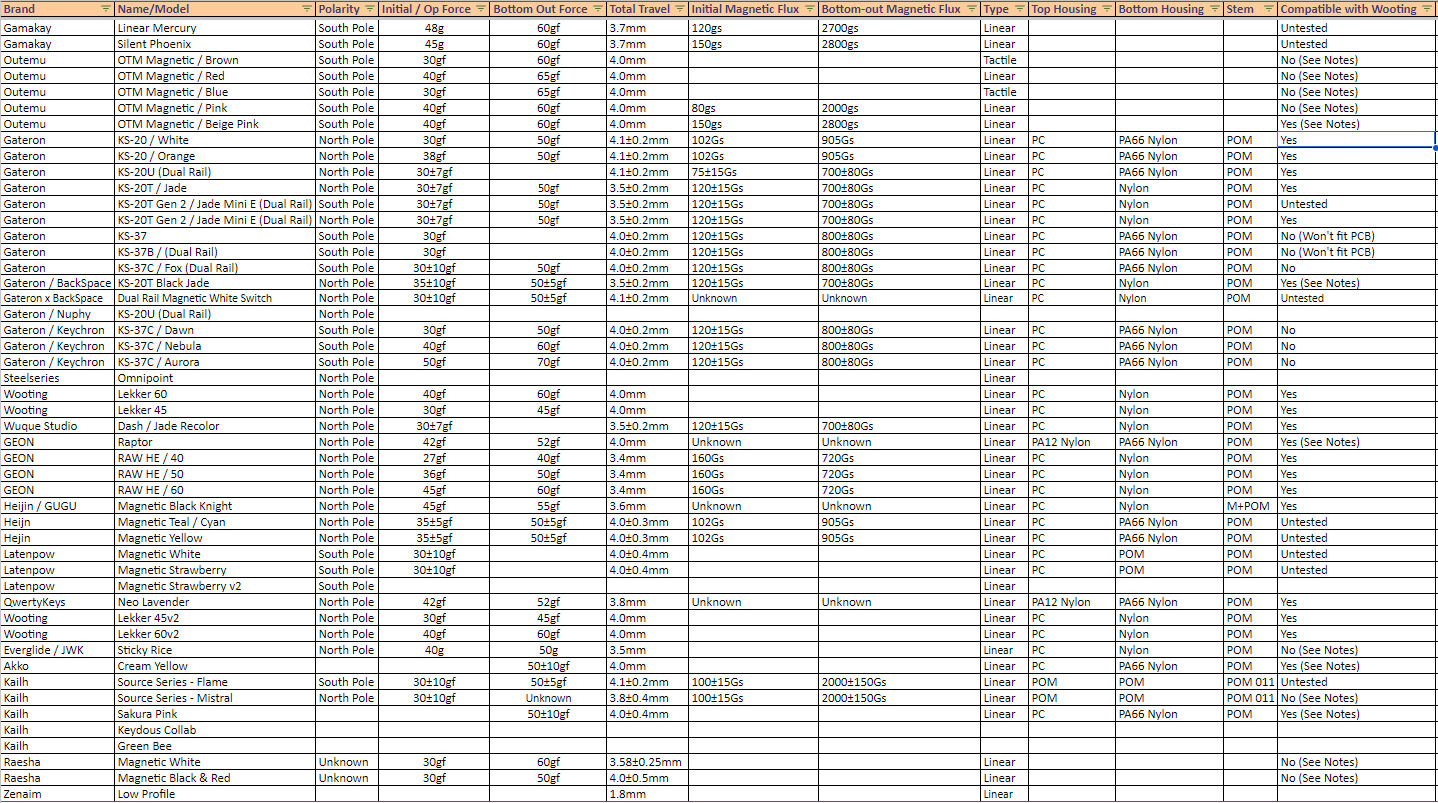 Brand Name/Model Polarity Initial / Op Force Bottom Out Force Total Travel Initial Magnetic Flux Bottom-out Magnetic Flux Type Top Housing Bottom Housing Stem Compatible with Wooting
Gamakay Linear Mercury South Pole 48g 60gf 3.7mm 120gs 2700gs Linear Untested
Gamakay Silent Phoenix South Pole 45g 60gf 3.7mm 150gs 2800gs Linear Untested
Outemu OTM Magnetic / Brown South Pole 30gf 60gf 4.0mm Tactile No (See Notes)
Outemu OTM Magnetic / Red South Pole 40gf 65gf 4.0mm Linear No (See Notes)
Outemu OTM Magnetic / Blue South Pole 30gf 65gf 4.0mm Tactile No (See Notes)
Outemu OTM Magnetic / Pink South Pole 40gf 60gf 4.0mm 80gs 2000gs Linear No (See Notes)
Outemu OTM Magnetic / Beige Pink South Pole 40gf 60gf 4.0mm 150gs 2800gs Linear Yes (See Notes)
Gateron KS-20 / White North Pole 30gf 50gf 4.1±0.2mm 102Gs 905Gs Linear PC PA66 Nylon POM Yes
Gateron KS-20 / Orange North Pole 38gf 50gf 4.1±0.2mm 102Gs 905Gs Linear PC PA66 Nylon POM Yes
Gateron KS-20U (Dual Rail) North Pole 30±7gf 4.1±0.2mm 75±15Gs 700±80Gs Linear PC PA66 Nylon POM Yes
Gateron KS-20T / Jade North Pole 30±7gf 50gf 3.5±0.2mm 120±15Gs 700±80Gs Linear PC Nylon POM Yes
Gateron KS-20T Gen 2 / Jade Mini E (Dual Rail) South Pole 30±7gf 50gf 3.5±0.2mm 120±15Gs 700±80Gs Linear PC Nylon POM Untested
Gateron KS-20T Gen 2 / Jade Mini E (Dual Rail) North Pole 30±7gf 50gf 3.5±0.2mm 120±15Gs 700±80Gs Linear PC Nylon POM Yes
Gateron KS-37 South Pole 30gf 4.0±0.2mm 120±15Gs 800±80Gs Linear PC PA66 Nylon POM No (Won't fit PCB)
Gateron KS-37B / (Dual Rail) South Pole 30gf 4.0±0.2mm 120±15Gs 800±80Gs Linear PC PA66 Nylon POM No (Won't fit PCB)
Gateron KS-37C / Fox (Dual Rail) South Pole 30±10gf 50gf 4.0±0.2mm 120±15Gs 800±80Gs Linear PC PA66 Nylon POM No
Gateron / BackSpace KS-20T Black Jade North Pole 35±10gf 50±5gf 3.5±0.2mm 120±15Gs 700±80Gs Linear PC Nylon POM Yes (See Notes)
Gateron x BackSpace Dual Rail Magnetic White Switch North Pole 30±10gf 50±5gf 4.1±0.2mm Unknown Unknown Linear PC Nylon POM Untested
Gateron / Nuphy KS-20U (Dual Rail) North Pole
Gateron / Keychron KS-37C / Dawn South Pole 30gf 50gf 4.0±0.2mm 120±15Gs 800±80Gs Linear PC PA66 Nylon POM No
Gateron / Keychron KS-37C / Nebula South Pole 40gf 60gf 4.0±0.2mm 120±15Gs 800±80Gs Linear PC PA66 Nylon POM No
Gateron / Keychron KS-37C / Aurora South Pole 50gf 70gf 4.0±0.2mm 120±15Gs 800±80Gs Linear PC PA66 Nylon POM No
Steelseries Omnipoint North Pole Linear
Wooting Lekker 60 North Pole 40gf 60gf 4.0mm Linear PC Nylon POM Yes
Wooting Lekker 45 North Pole 30gf 45gf 4.0mm Linear PC Nylon POM Yes
Wuque Studio Dash / Jade Recolor North Pole 30±7gf 3.5±0.2mm 120±15Gs 700±80Gs Linear PC Nylon POM Yes
GEON Raptor North Pole 42gf 52gf 4.0mm Unknown Unknown Linear PA12 Nylon PA66 Nylon POM Yes (See Notes)
GEON RAW HE / 40 North Pole 27gf 40gf 3.4mm 160Gs 720Gs Linear PC Nylon POM Yes
GEON RAW HE / 50 North Pole 36gf 50gf 3.4mm 160Gs 720Gs Linear PC Nylon POM Yes
GEON RAW HE / 60 North Pole 45gf 60gf 3.4mm 160Gs 720Gs Linear PC Nylon POM Yes
Heijin / GUGU Magnetic Black Knight North Pole 45gf 55gf 3.6mm Unknown Unknown Linear PC Nylon M+POM Yes
Heijn Magnetic Teal / Cyan North Pole 35±5gf 50±5gf 4.0±0.3mm 102Gs 905Gs Linear PC PA66 Nylon POM Untested
Hejin Magnetic Yellow North Pole 35±5gf 50±5gf 4.0±0.3mm 102Gs 905Gs Linear PC PA66 Nylon POM Untested
Latenpow Magnetic White South Pole 30±10gf 4.0±0.4mm Linear PC POM POM Untested
Latenpow Magnetic Strawberry South Pole 30±10gf 4.0±0.4mm Linear PC POM POM Untested
Latenpow Magnetic Strawberry v2 South Pole Linear
QwertyKeys Neo Lavender North Pole 42gf 52gf 3.8mm Unknown Unknown Linear PA12 Nylon PA66 Nylon POM Yes
Wooting Lekker 45v2 North Pole 30gf 45gf 4.0mm Linear PC Nylon POM Yes
Wooting Lekker 60v2 North Pole 40gf 60gf 4.0mm Linear PC Nylon POM Yes
Everglide / JWK Sticky Rice North Pole 40g 50g 3.5mm Linear PC Nylon POM No (See Notes)
Akko Cream Yellow 50±10gf 4.0mm Linear PC PA66 Nylon POM Yes (See Notes)
Kailh Source Series - Flame South Pole 30±10gf 50±5gf 4.1±0.2mm 100±15Gs 2000±150Gs Linear POM POM POM 011 Untested
Kailh Source Series - Mistral North Pole 30±10gf Unknown 3.8±0.4mm 100±15Gs 2000±150Gs Linear POM POM POM 011 No (See Notes)
Kailh Sakura Pink 50±10gf 4.0±0.4mm Linear PC PA66 Nylon POM Yes (See Notes)
Kailh Keydous Collab
Kailh Green Bee
Raesha Magnetic White Unknown 30gf 60gf 3.58±0.25mm Linear No (See Notes)
Raesha Magnetic Black & Red Unknown 30gf 50gf 4.0±0.5mm Linear No (See Notes)
Zenaim Low Profile 1.8mm Linear